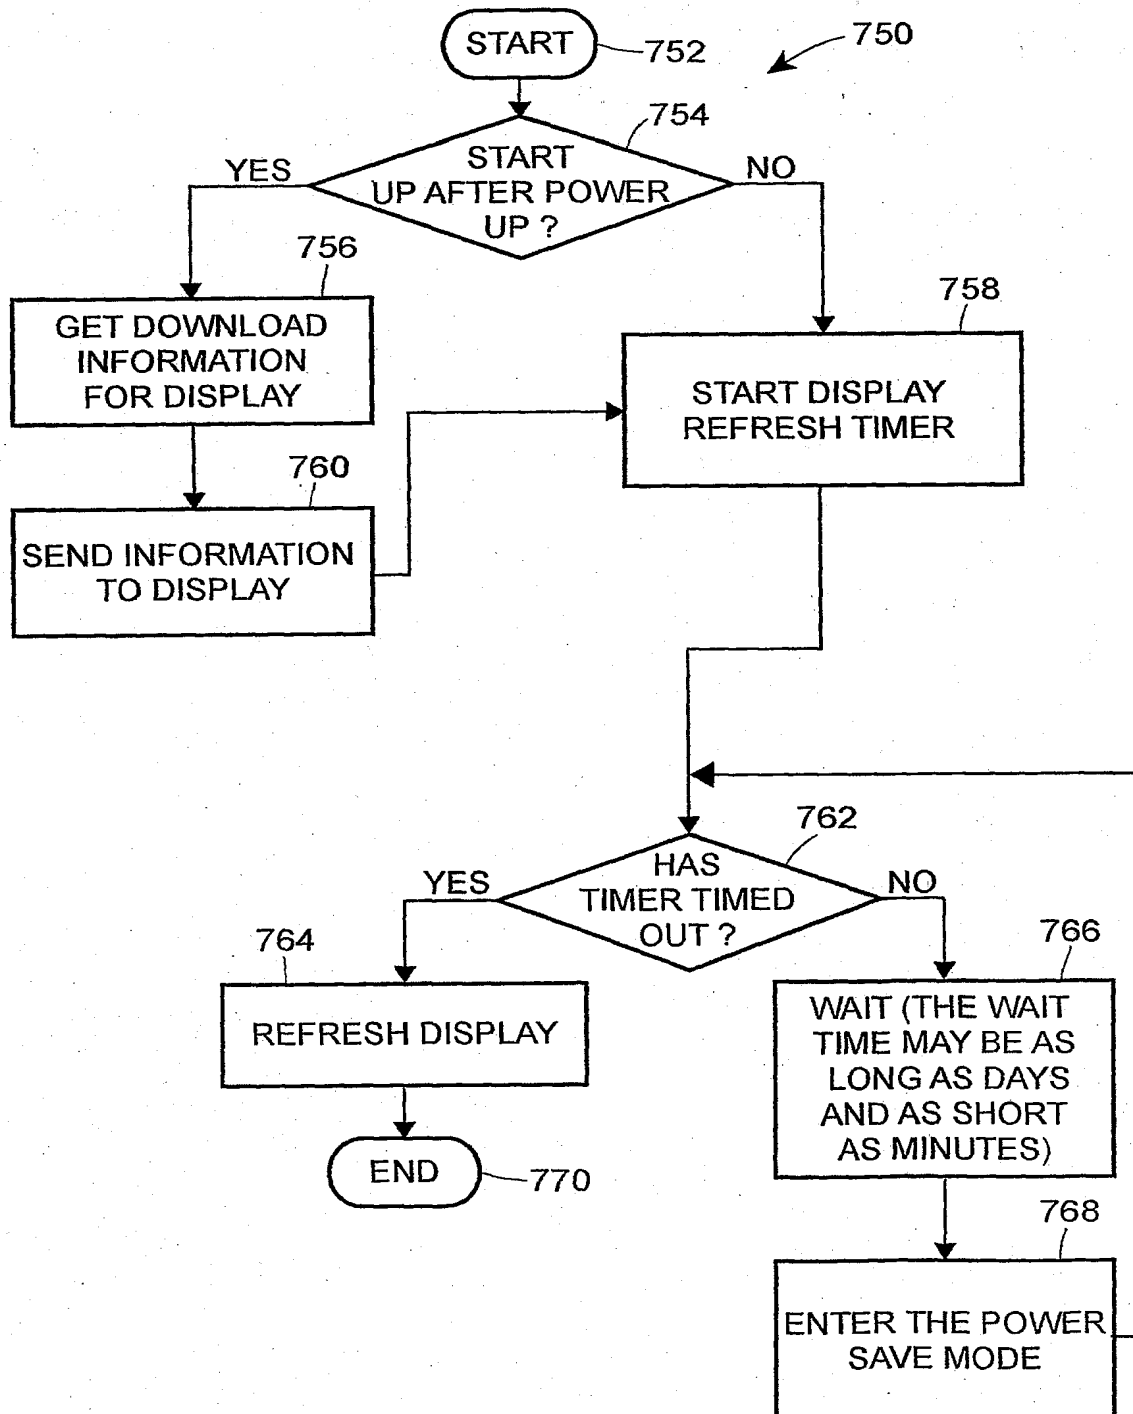 START
752
750
754
START
UP AFTER POWER
UP ?
YES
NO
756
GET DOWNLOAD
INFORMATION
FOR DISPLAY
758
START DISPLAY
REFRESH TIMER
760
SEND INFORMATION
TO DISPLAY
762
HAS
TIMER TIMED
OUT ?
YES
NO
764
REFRESH DISPLAY
766
WAIT (THE WAIT
TIME MAY BE AS
LONG AS DAYS
AND AS SHORT
AS MINUTES)
END
770
768
ENTER THE POWER
SAVE MODE